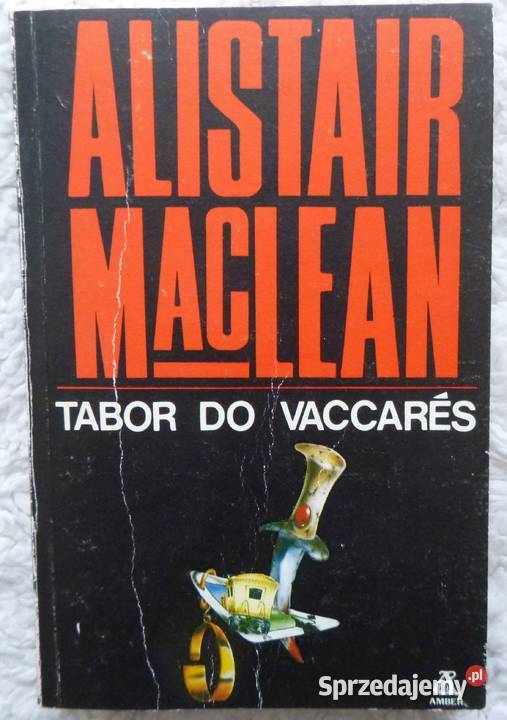 ALISTAIR
MACLEAN
TABOR DO VACCARÉS
AMBER
Sprzedajemy.pl